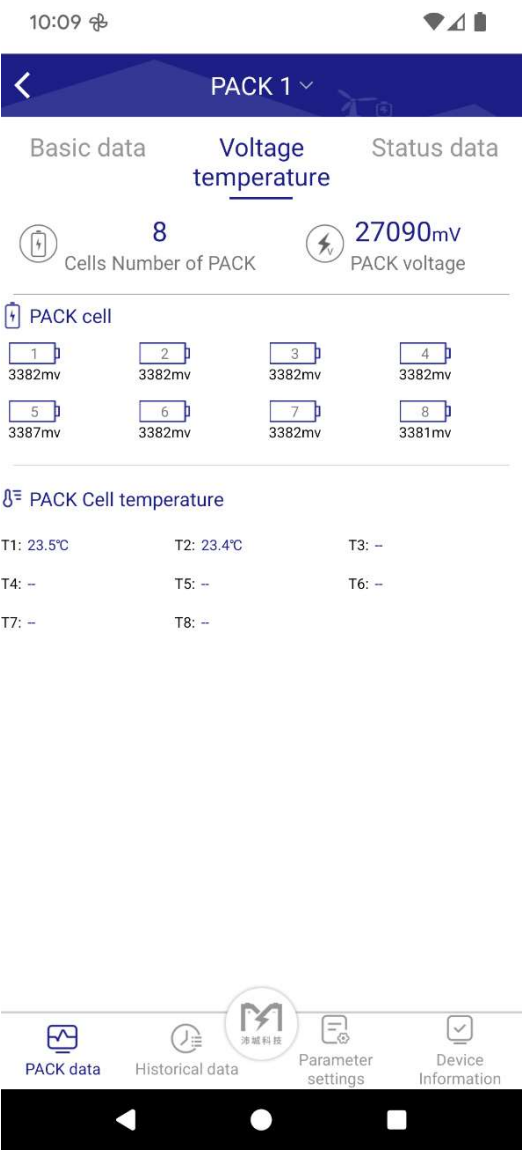 10:09
PACK 1
Basic data
Voltage temperature
Status data
8
Cells Number of PACK
27090mV
PACK voltage
PACK cell
1 2 3 4
3382mv 3382mv 3382mv 3382mv
5 6 7 8
3387mv 3382mv 3382mv 3381mv
PACK Cell temperature
T1: 23.5℃ T2: 23.4℃ T3: --
T4: -- T5: -- T6: --
T7: -- T8: --
沛城科技
PACK data
Historical data
Parameter settings
Device Information